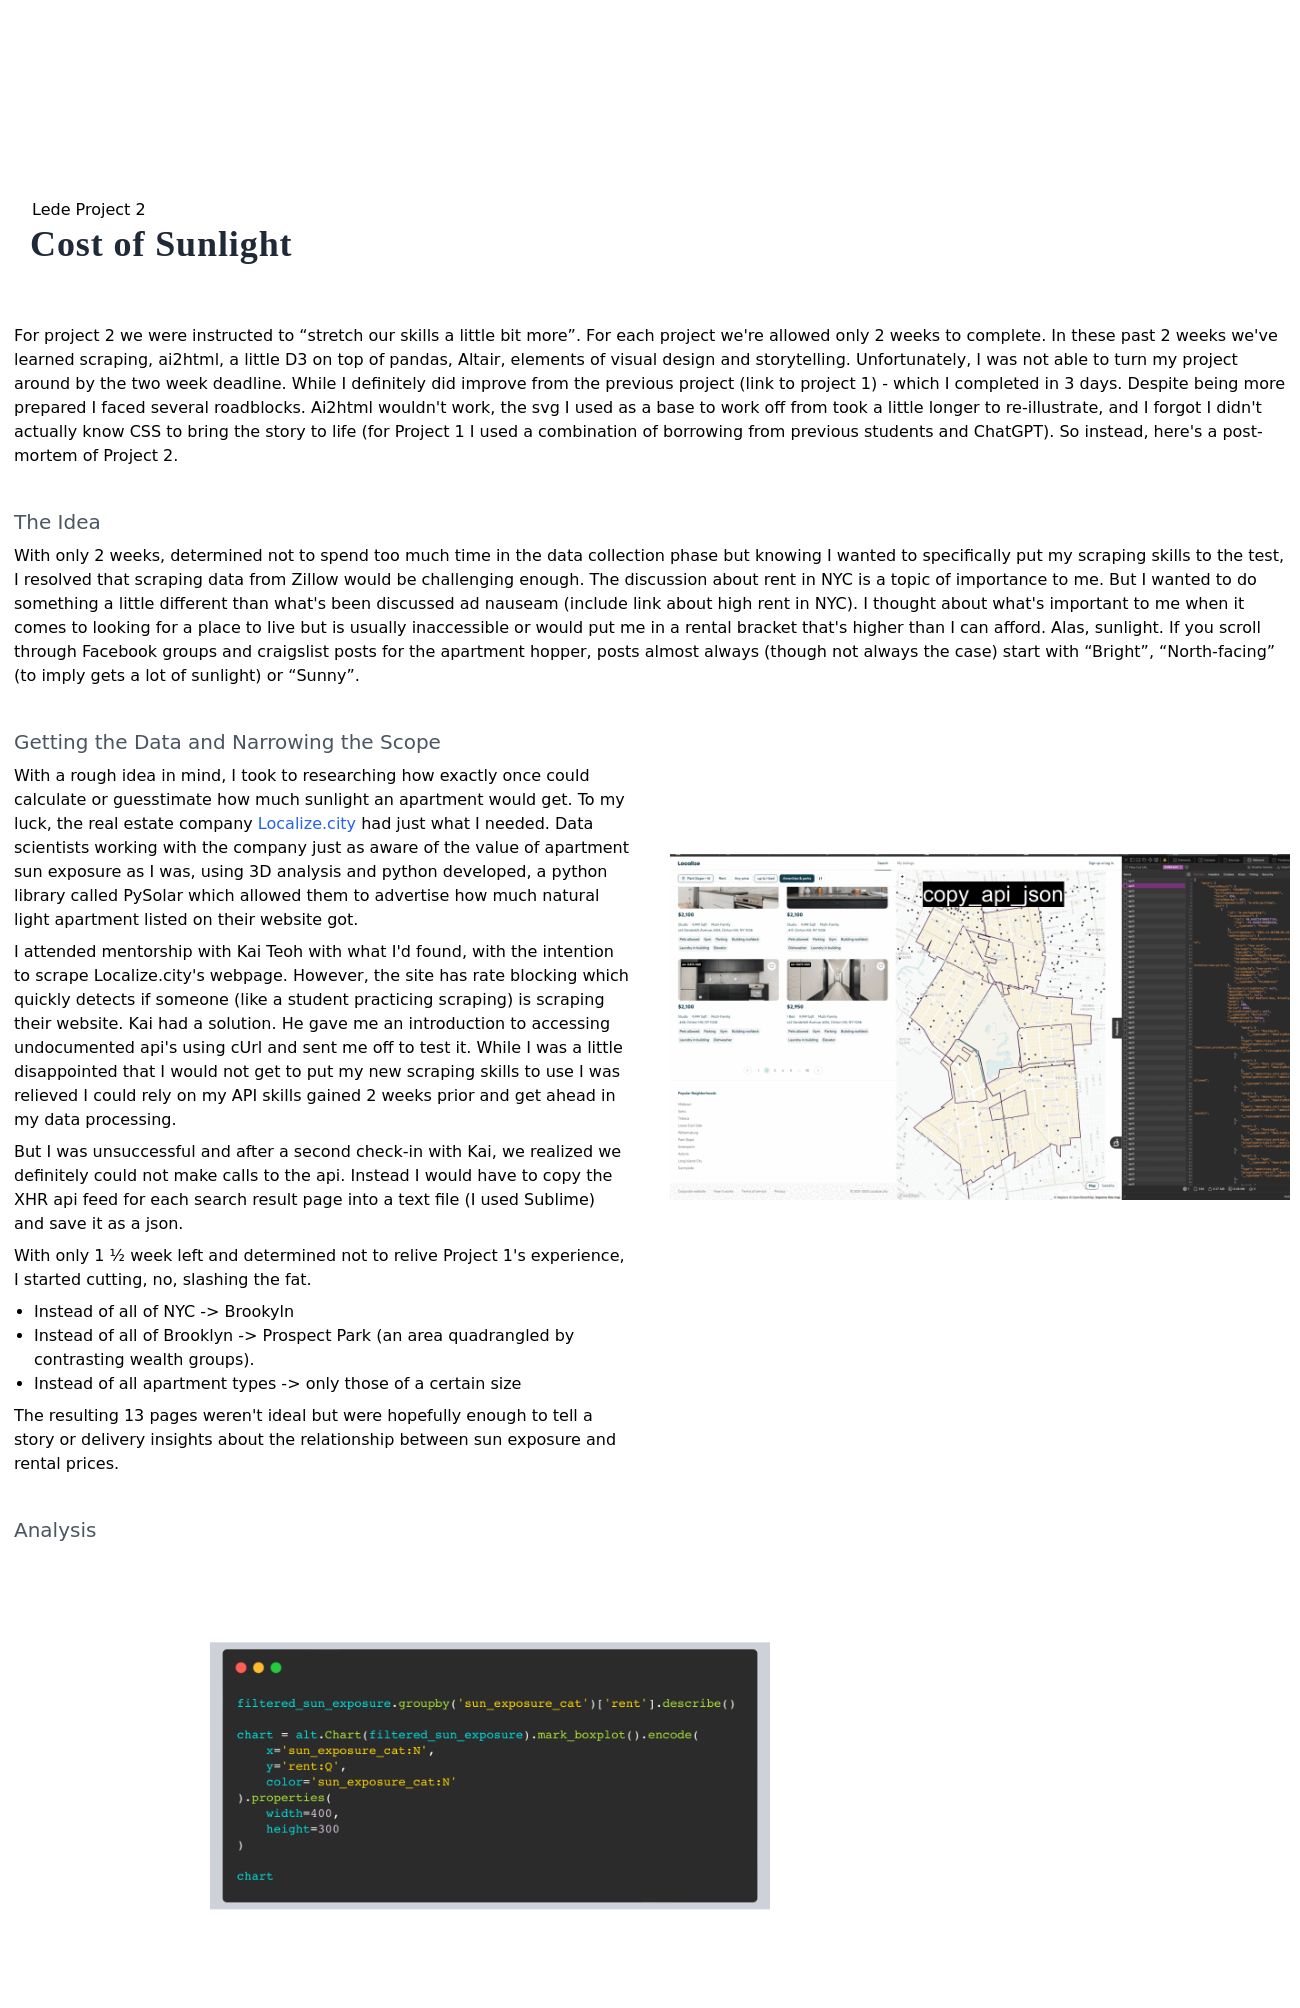 Lede Project 2
Cost of Sunlight
For project 2 we were instructed to “stretch our skills a little bit more”. For each project we're allowed only 2 weeks to complete. In these past 2 weeks we've
learned scraping, ai2html, a little D3 on top of pandas, Altair, elements of visual design and storytelling. Unfortunately, I was not able to turn my project
around by the two week deadline. While I definitely did improve from the previous project (link to project 1) - which I completed in 3 days. Despite being more
prepared I faced several roadblocks. Ai2html wouldn't work, the svg I used as a base to work off from took a little longer to re-illustrate, and I forgot I didn't
actually know CSS to bring the story to life (for Project 1 I used a combination of borrowing from previous students and ChatGPT). So instead, here's a post-
mortem of Project 2.
The Idea
With only 2 weeks, determined not to spend too much time in the data collection phase but knowing I wanted to specifically put my scraping skills to the test,
I resolved that scraping data from Zillow would be challenging enough. The discussion about rent in NYC is a topic of importance to me. But I wanted to do
something a little different than what's been discussed ad nauseam (include link about high rent in NYC). I thought about what's important to me when it
comes to looking for a place to live but is usually inaccessible or would put me in a rental bracket that's higher than I can afford. Alas, sunlight. If you scroll
through Facebook groups and craigslist posts for the apartment hopper, posts almost always (though not always the case) start with “Bright”, “North-facing”
(to imply gets a lot of sunlight) or “Sunny”.
Getting the Data and Narrowing the Scope
With a rough idea in mind, I took to researching how exactly once could
calculate or guesstimate how much sunlight an apartment would get. To my
luck, the real estate company Localize.city had just what I needed. Data
scientists working with the company just as aware of the value of apartment
sun exposure as I was, using 3D analysis and python developed, a python
library called PySolar which allowed them to advertise how much natural
light apartment listed on their website got.
I attended mentorship with Kai Teoh with what I'd found, with the intention
to scrape Localize.city's webpage. However, the site has rate blocking which
quickly detects if someone (like a student practicing scraping) is scraping
their website. Kai had a solution. He gave me an introduction to accessing
undocumented api's using cUrl and sent me off to test it. While I was a little
disappointed that I would not get to put my new scraping skills to use I was
relieved I could rely on my API skills gained 2 weeks prior and get ahead in
my data processing.
But I was unsuccessful and after a second check-in with Kai, we realized we
definitely could not make calls to the api. Instead I would have to copy the
XHR api feed for each search result page into a text file (I used Sublime)
and save it as a json.
With only 1 ½ week left and determined not to relive Project 1's experience,
I started cutting, no, slashing the fat.
• Instead of all of NYC -> Brookyln
• Instead of all of Brooklyn -> Prospect Park (an area quadrangled by
contrasting wealth groups).
• Instead of all apartment types -> only those of a certain size
The resulting 13 pages weren't ideal but were hopefully enough to tell a
story or delivery insights about the relationship between sun exposure and
rental prices.
Localize
copy_api_json
$2,100
$2,100
$2,100
$2,950
Popular Neighborhoods
Analysis
filtered_sun_exposure.groupby('sun_exposure_cat')['rent'].describe()
chart = alt.Chart(filtered_sun_exposure).mark_boxplot().encode(
x='sun_exposure_cat:N',
y='rent:Q',
color='sun_exposure_cat:N'
).properties(
width=400,
height=300
)
chart